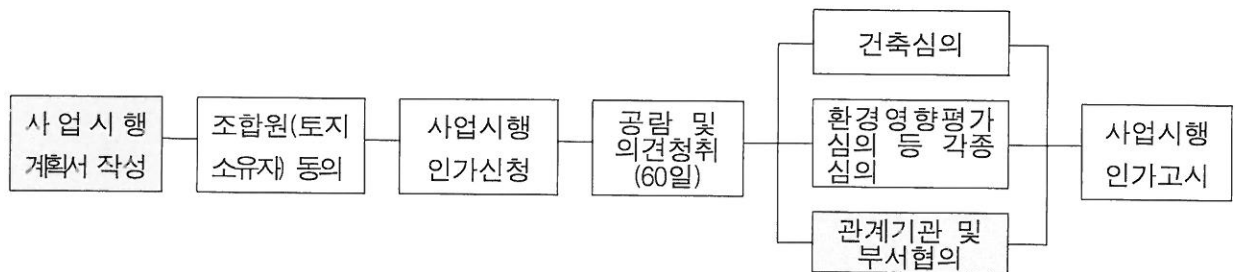 사 업 시 행
계획서 작성
조합원(토지
소유자) 동의
사업시행
인가신청
공람 및
의견청취
(60일)
건축심의
환경영향평가
심의 등 각종
심의
관계기관 및
부서협의
사업시행
인가고시